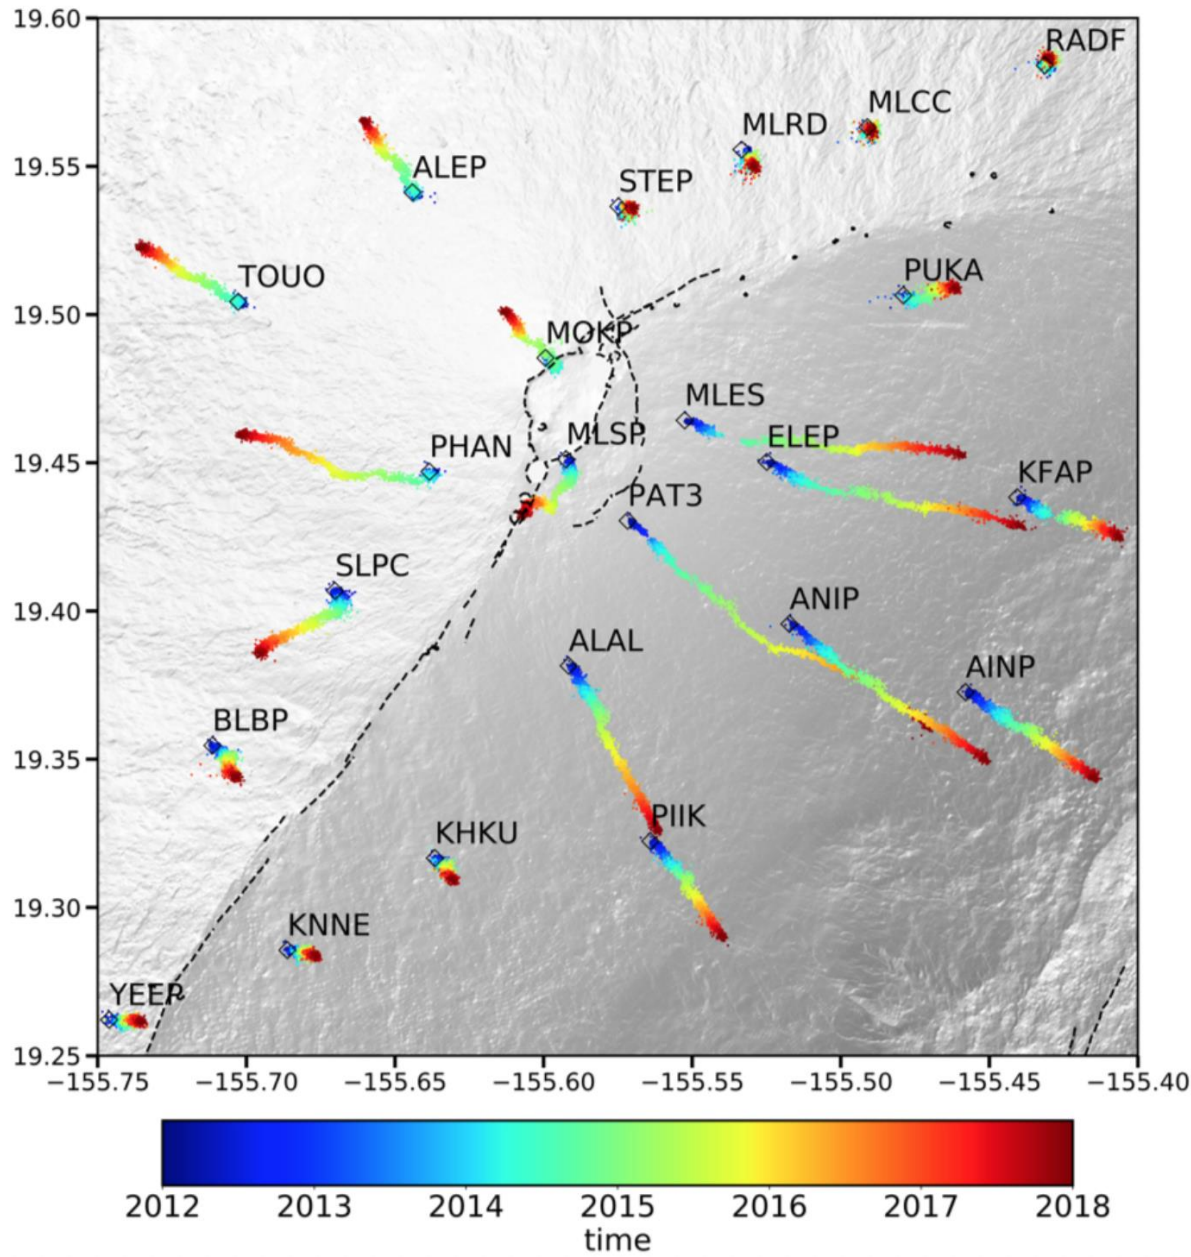 19.60
RADF
MLCC
MLRD
19.55
ALEP
STEP
TOUO
PUKA
19.50
MOKP
MLES
MLSP
ELEP
PHAN
19.45
KFAP
PAT3
SLPC
ANIP
19.40
ALAL
AINP
BLBP
19.35
PIIK
KHKU
19.30
KNNE
YEEP
19.25
−155.75 −155.70 −155.65 −155.60 −155.55 −155.50 −155.45 −155.40
2012 2013 2014 2015 2016 2017 2018
time